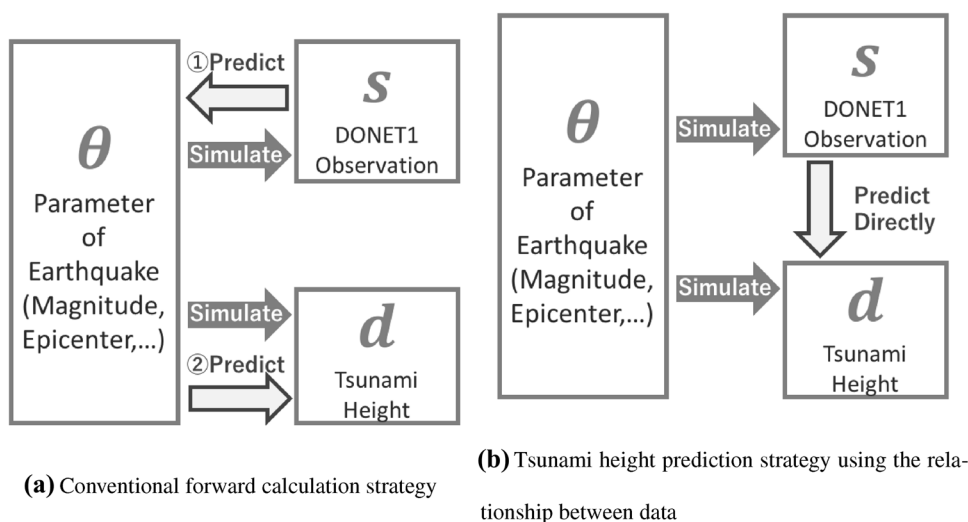 ①Predict
θ
Parameter
of
Earthquake
(Magnitude,
Epicenter,...)
Simulate
s
DONET1
Observation
Simulate
②Predict
d
Tsunami
Height
(a) Conventional forward calculation strategy
θ
Parameter
of
Earthquake
(Magnitude,
Epicenter,...)
Simulate
s
DONET1
Observation
Predict
Directly
Simulate
d
Tsunami
Height
(b) Tsunami height prediction strategy using the rela-
tionship between data